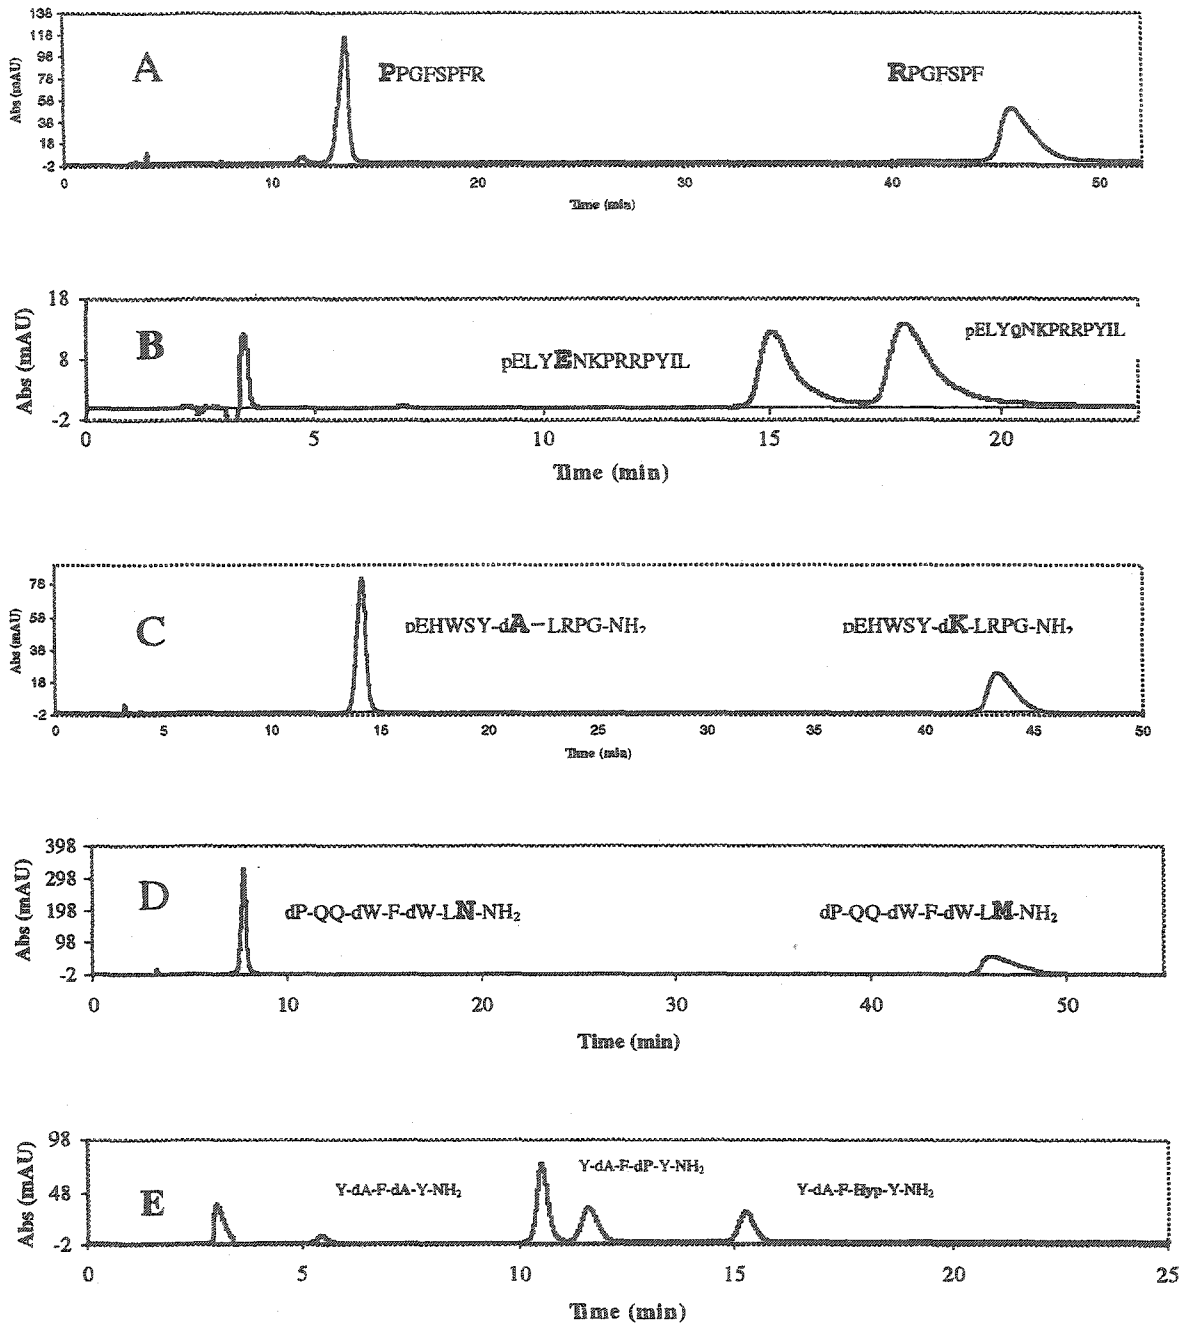 138
118
98
78
58
38
18
-2
Abs (mAU)
A
PPGFSPFR
RPGFSPF
0 10 20 30 40 50
Time (min)
18
8
-2
Abs (mAU)
B
pELYENKPRRPYIL
pELYQNKPRRPYIL
0 5 10 15 20
Time (min)
78
58
38
18
-2
Abs (mAU)
C
pEHWSY-dA-LRPG-NH2
pEHWSY-dK-LRPG-NH2
0 5 10 15 21 25 30 33 43 45 50
Time (min)
398
298
198
98
-2
Abs (mAU)
D
dP-QQ-dW-F-dW-LN-NH2
dP-QQ-dW-F-dW-LM-NH2
0 10 20 30 40 50
Time (min)
98
48
-2
Abs (mAU)
E
Y-dA-F-dA-Y-NH2
Y-dA-F-dP-Y-NH2
Y-dA-F-Hyp-Y-NH2
0 5 10 15 20 25
Time (min)